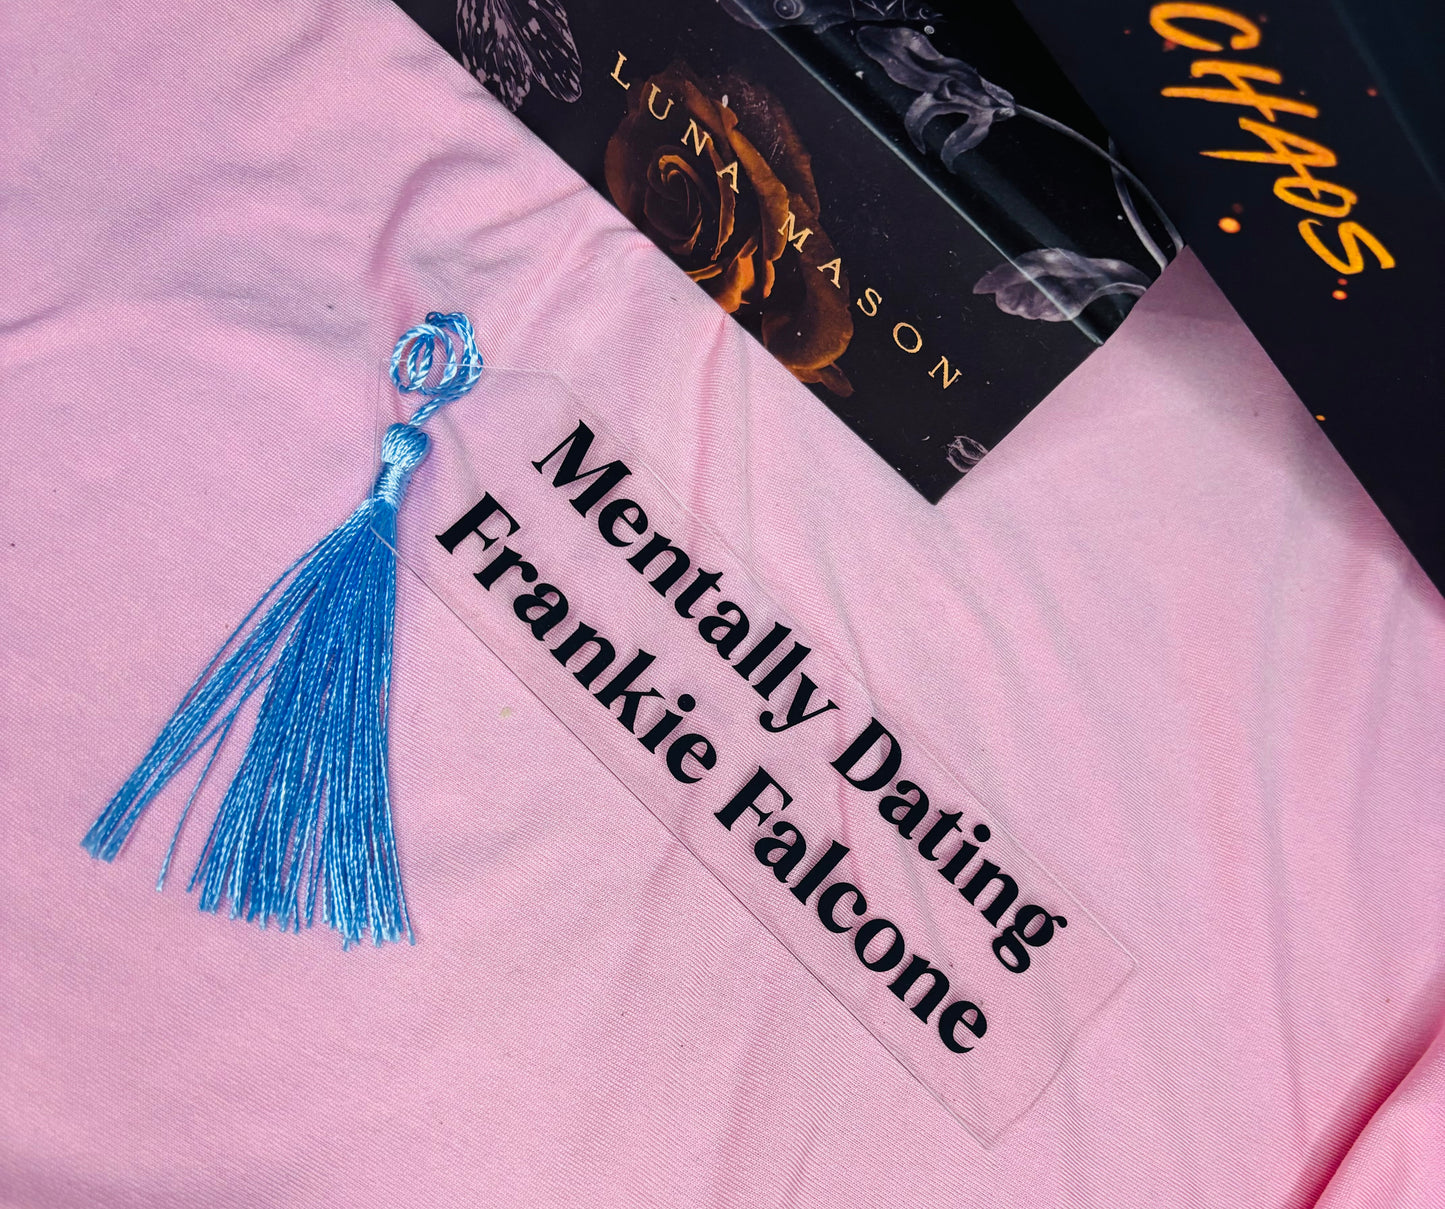 LUNA MASON
CHAOS
Mentally Dating
Frankie Falcone